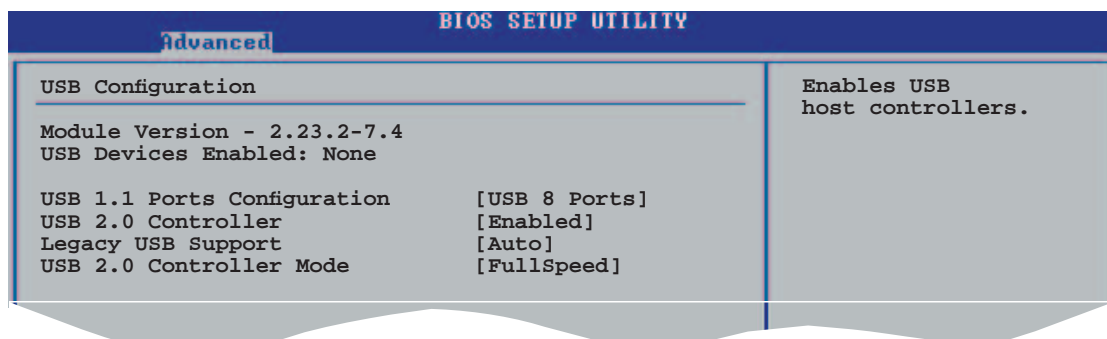 BIOS SETUP UTILITY
Advanced
USB Configuration
Module Version - 2.23.2-7.4
USB Devices Enabled: None
USB 1.1 Ports Configuration [USB 8 Ports]
USB 2.0 Controller [Enabled]
Legacy USB Support [Auto]
USB 2.0 Controller Mode [FullSpeed]
Enables USB
host controllers.